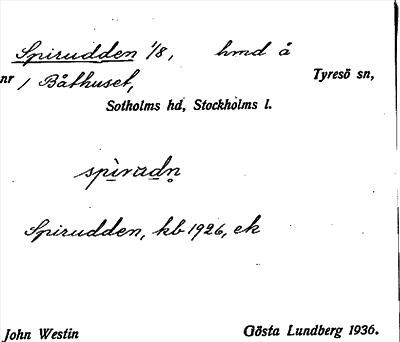 Spirudden 1/8, hmd å
nr 1 Båthuset, Tyresö sn,
Sotholms hd, Stockholms l.
spìvadn̥
Spirudden, kb 1926, ek
John Westin Gösta Lundberg 1936.